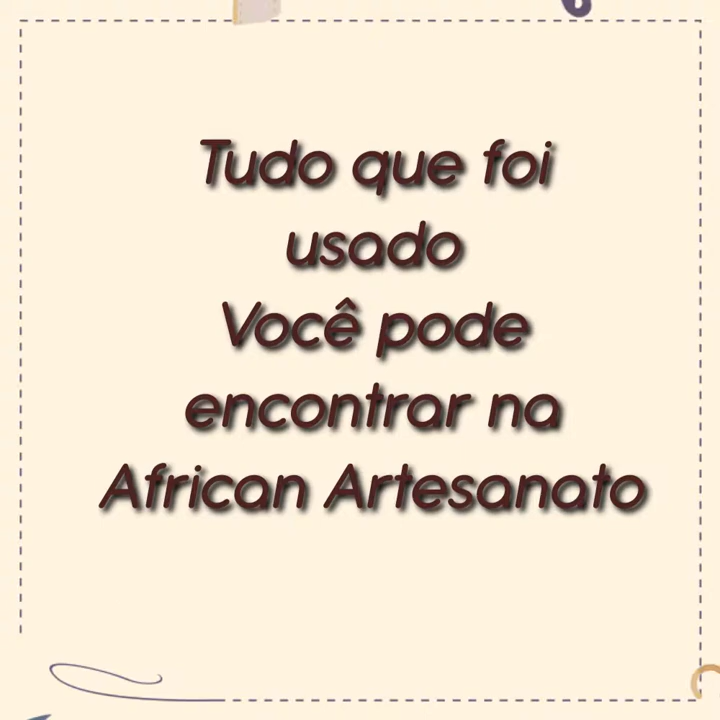 Tudo que foi
usado
Você pode
encontrar na
African Artesanato